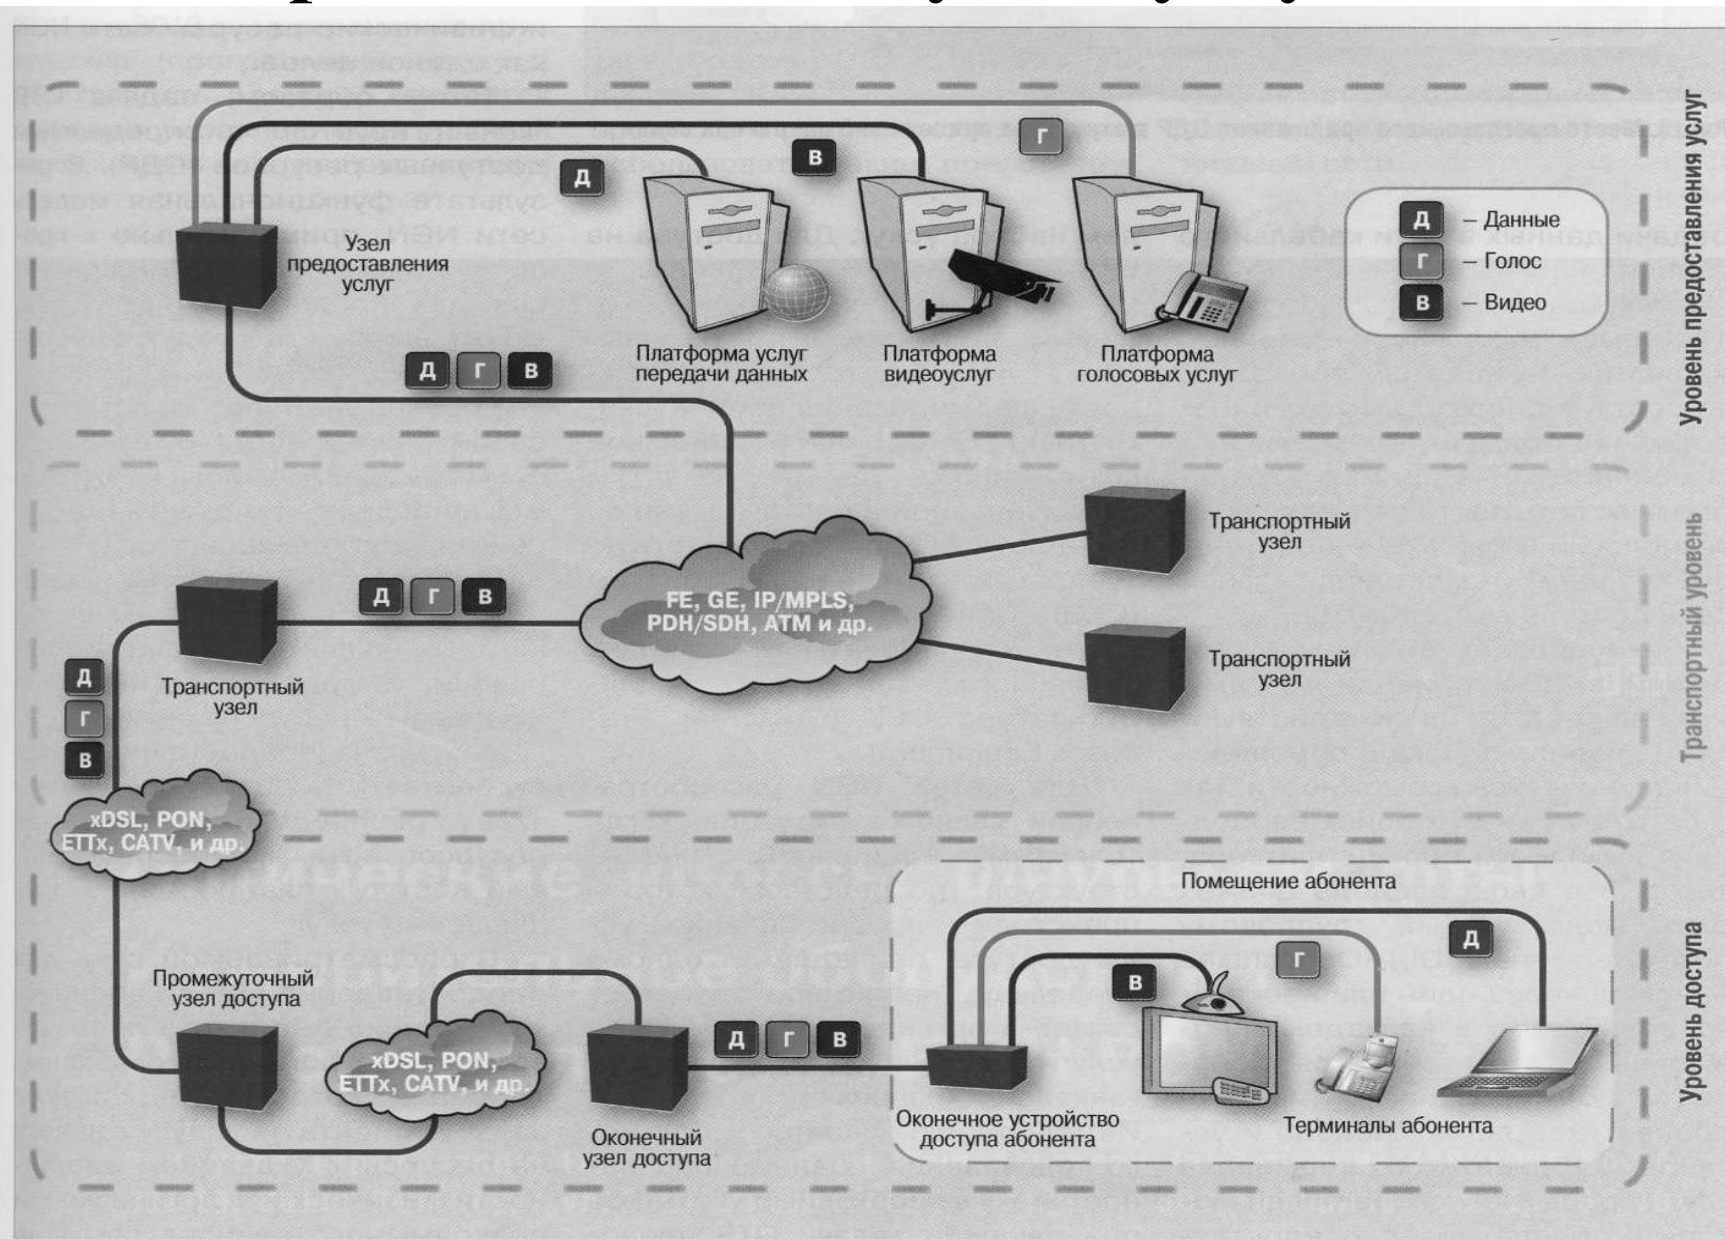 Д
В
Г
Узел
предоставления
услуг
Д – Данные
Г – Голос
В – Видео
Платформа услуг
передачи данных
Платформа
видеоуслуг
Платформа
голосовых услуг
Д Г В
Уровень предоставления услуг
Транспортный
узел
Д Г В
FE, GE, IP/MPLS,
PDH/SDH, ATM и др.
Транспортный
узел
Транспортный
узел
Д
Г
В
Транспортный уровень
xDSL, PON,
ETTx, CATV, и др.
Помещение абонента
Д
Г
В
Промежуточный
узел доступа
xDSL, PON,
ETTx, CATV, и др.
Д Г В
Оконечный
узел доступа
Оконечное устройство
доступа абонента
Терминалы абонента
Уровень доступа